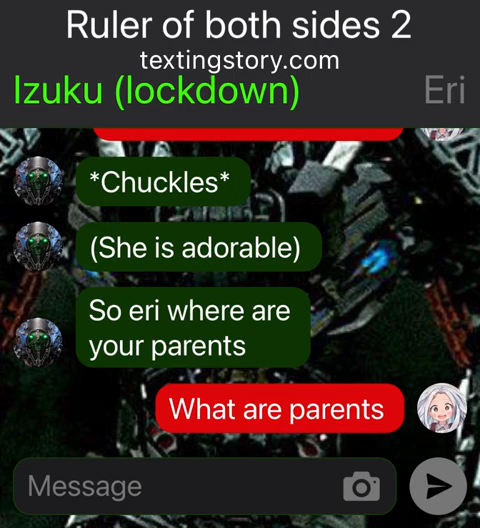 Ruler of both sides 2
textingstory.com
Izuku (lockdown)
Eri
*Chuckles*
(She is adorable)
So eri where are
your parents
What are parents
Message